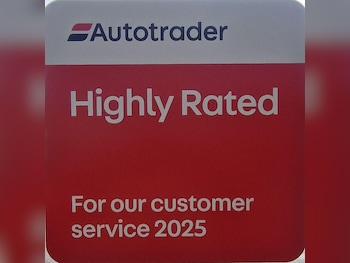 Autotrader
Highly Rated
For our customer
service 2025